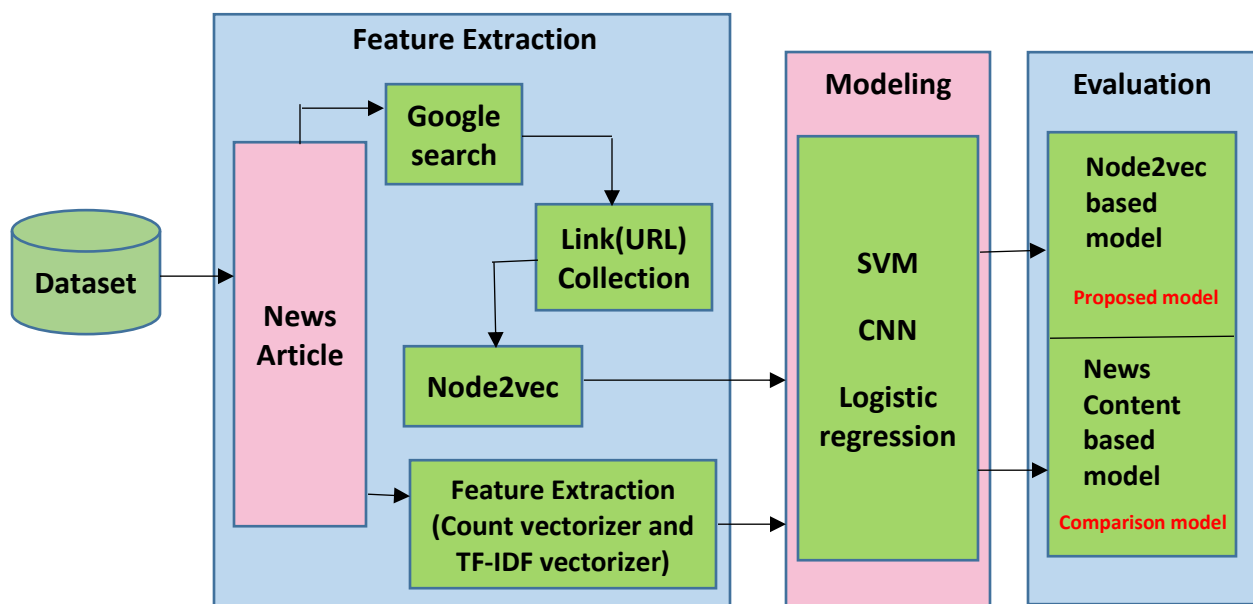 Feature Extraction
Google
search
Link(URL)
Collection
Dataset
News
Article
Node2vec
Feature Extraction
(Count vectorizer and
TF-IDF vectorizer)
Modeling
SVM
CNN
Logistic
regression
Evaluation
Node2vec
based
model
Proposed model
News
Content
based
model
Comparison model